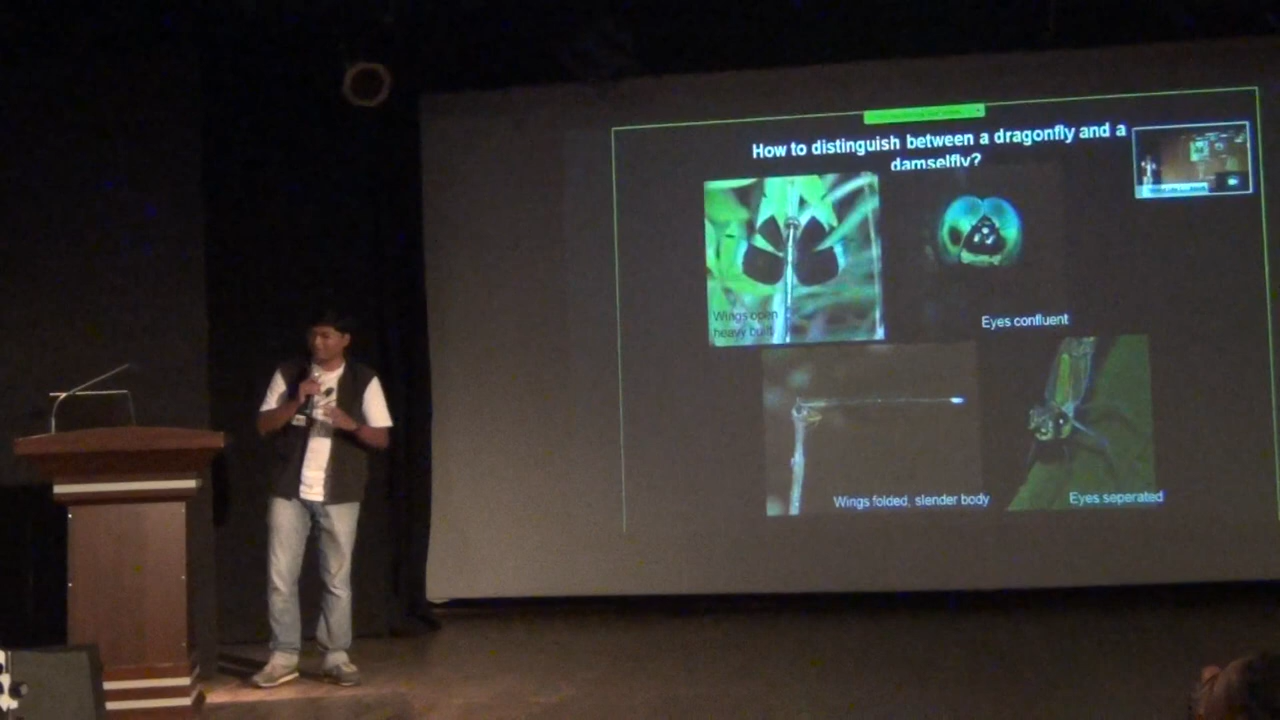 How to distinguish between a dragonfly and a
damselfly?
Wings open
heavy built
Eyes confluent
Wings folded, slender body
Eyes seperated